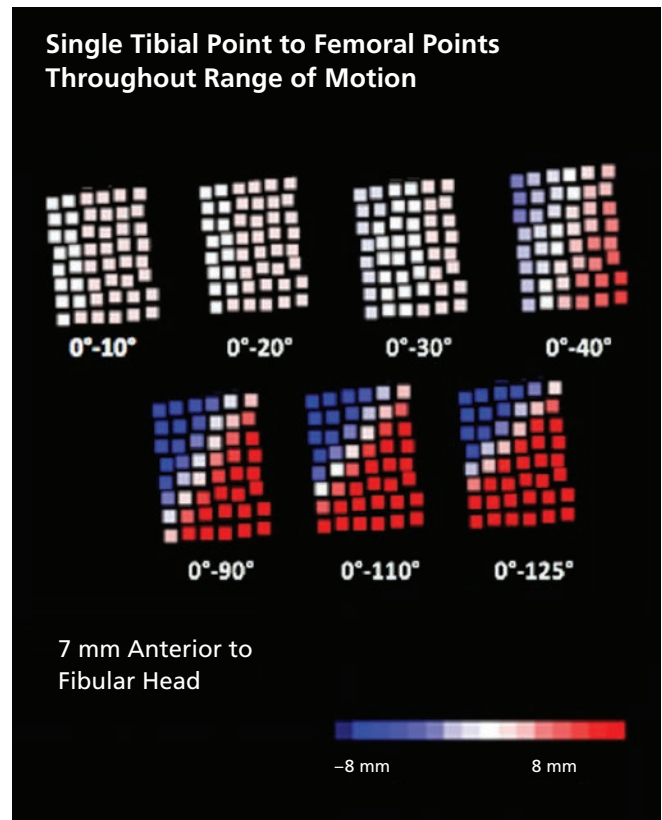 Single Tibial Point to Femoral Points
Throughout Range of Motion
0°-10°
0°-20°
0°-30°
0°-40°
0°-90°
0°-110°
0°-125°
7 mm Anterior to
Fibular Head
−8 mm
8 mm